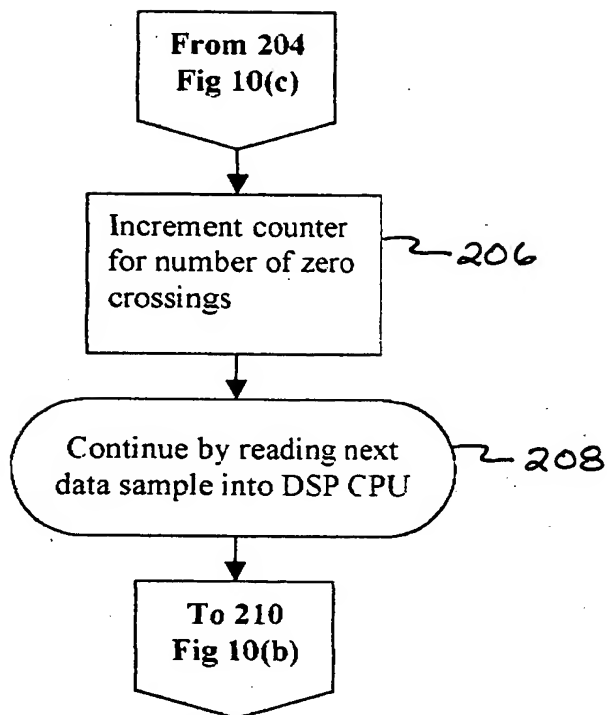 From 204
Fig 10(c)
Increment counter
for number of zero
crossings
206
Continue by reading next
data sample into DSP CPU
208
To 210
Fig 10(b)